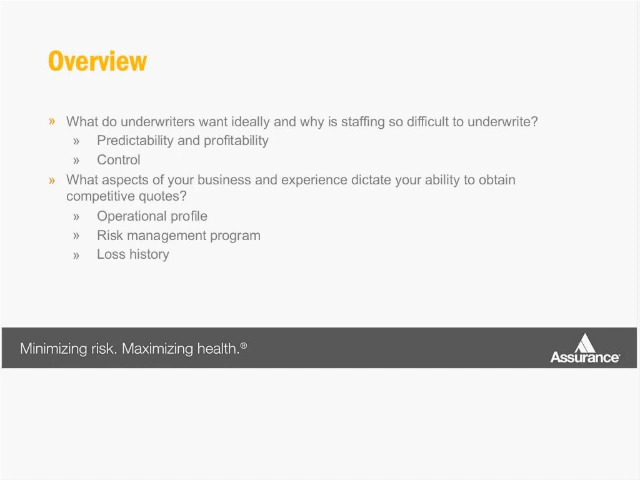 Overview
» What do underwriters want ideally and why is staffing so difficult to underwrite?
» Predictability and profitability
» Control
» What aspects of your business and experience dictate your ability to obtain
competitive quotes?
» Operational profile
» Risk management program
» Loss history
Minimizing risk. Maximizing health.®
Assurance